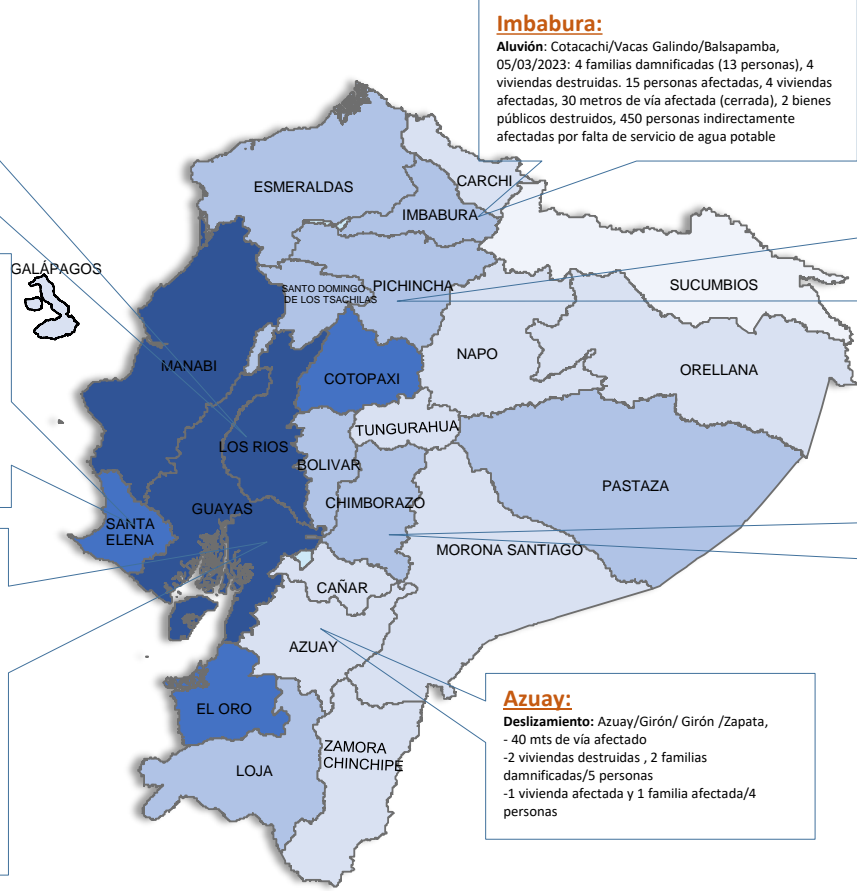 Imbabura:
Aluvión: Cotacachi/Vacas Galindo/Balsapamba,
05/03/2023: 4 familias damnificadas (13 personas), 4
viviendas destruidas. 15 personas afectadas, 4 viviendas
afectadas, 30 metros de vía afectada (cerrada), 2 bienes
públicos destruidos, 450 personas indirectamente
afectadas por falta de servicio de agua potable
CARCHI
ESMERALDAS
IMBABURA
GALÁPAGOS
SANTO DOMINGO
DE LOS TSACHILAS
PICHINCHA
SUCUMBIOS
NAPO
MANABI
COTOPAXI
ORELLANA
TUNGURAHUA
LOS RIOS
BOLIVAR
PASTAZA
CHIMBORAZO
GUAYAS
SANTA
ELENA
MORONA SANTIAGO
CAÑAR
AZUAY
EL ORO
ZAMORA
CHINCHIPE
LOJA
Azuay:
Deslizamiento: Azuay/Girón/ Girón /Zapata,
- 40 mts de vía afectado
-2 viviendas destruidas , 2 familias
damnificadas/5 personas
-1 vivienda afectada y 1 familia afectada/4
personas